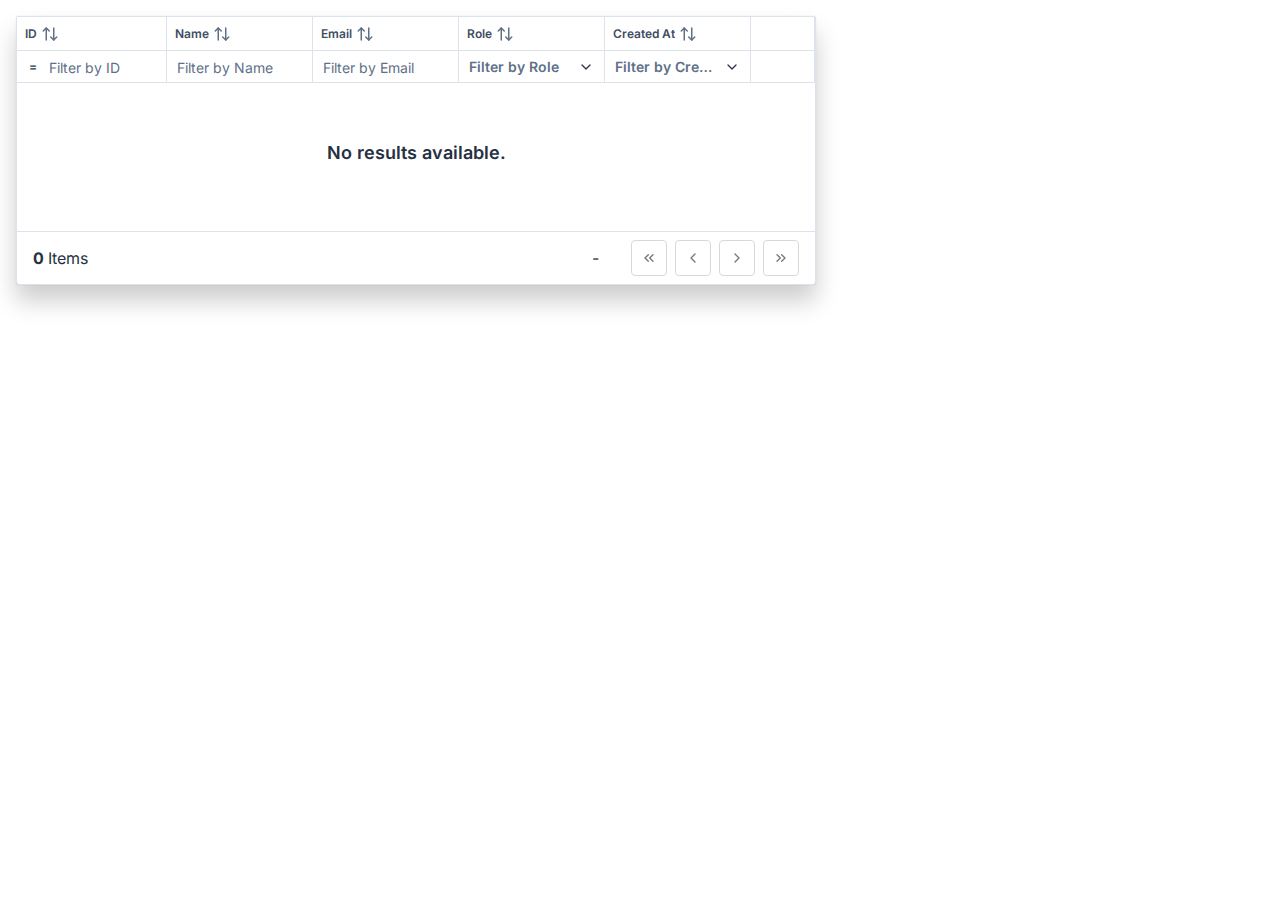 ID Name Email Role Created At
= Filter by ID Filter by Name Filter by Email Filter by Role Filter by Cre...
No results available.
0 Items -